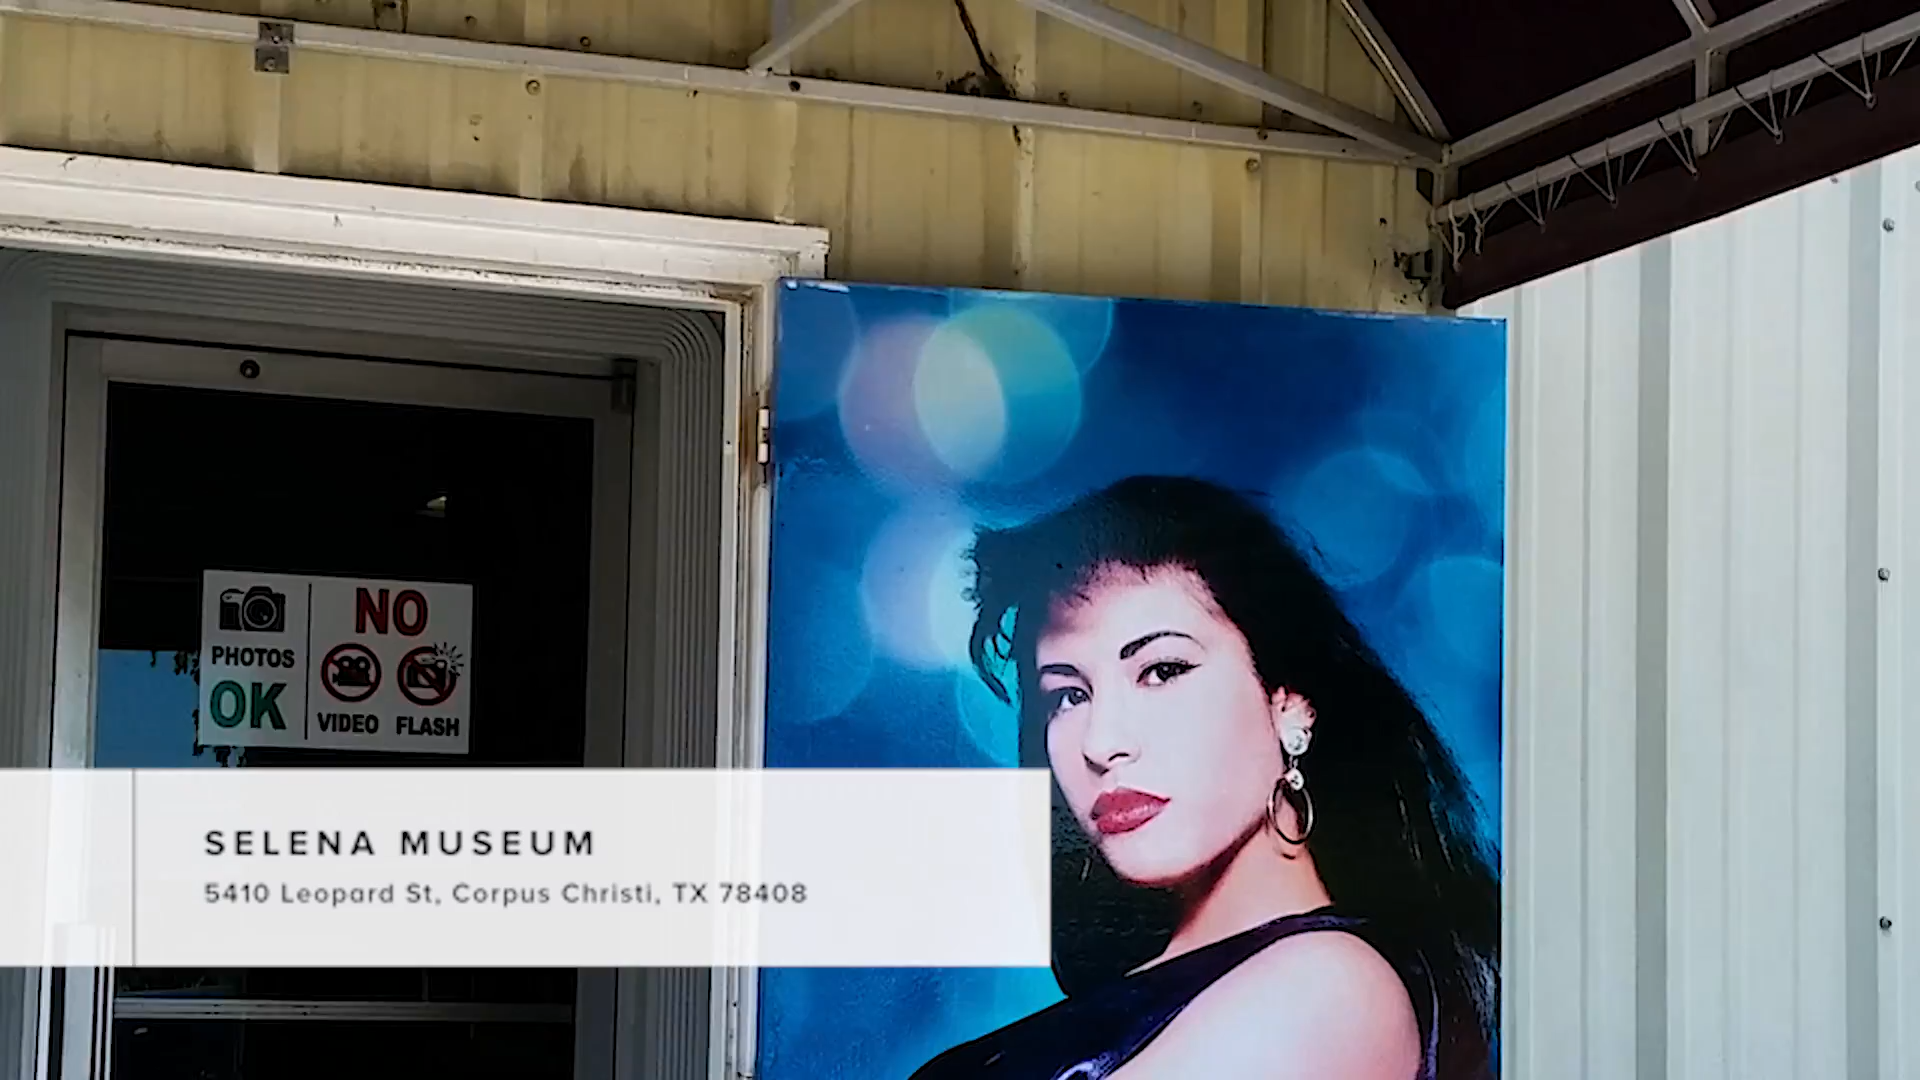 PHOTOS
OK
NO
VIDEO FLASH
SELENA MUSEUM
5410 Leopard St, Corpus Christi, TX 78408